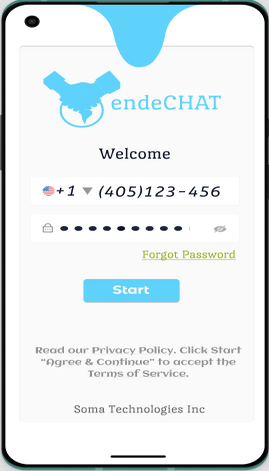 endeCHAT
Welcome
+1 (405)123-456
Forgot Password
Start
Read our Privacy Policy. Click Start
"Agree & Continue" to accept the
Terms of Service.
Soma Technologies Inc